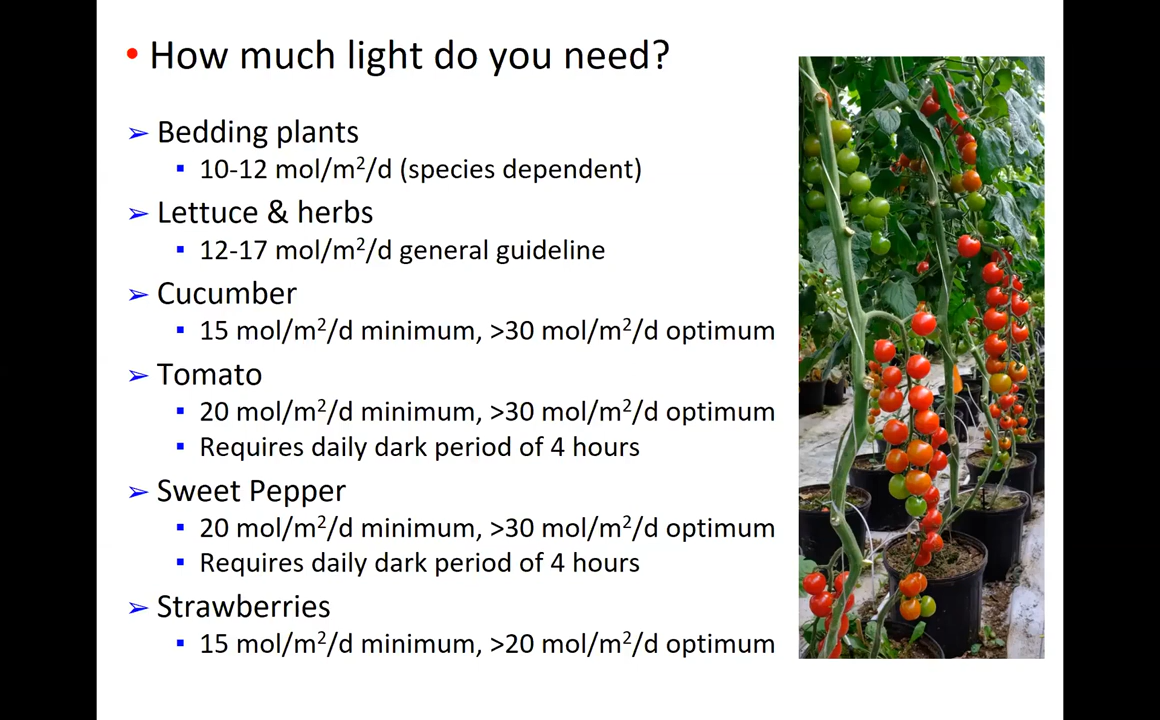 • How much light do you need?
➢ Bedding plants
▪ 10-12 mol/m²/d (species dependent)
➢ Lettuce & herbs
▪ 12-17 mol/m²/d general guideline
➢ Cucumber
▪ 15 mol/m²/d minimum, >30 mol/m²/d optimum
➢ Tomato
▪ 20 mol/m²/d minimum, >30 mol/m²/d optimum
▪ Requires daily dark period of 4 hours
➢ Sweet Pepper
▪ 20 mol/m²/d minimum, >30 mol/m²/d optimum
▪ Requires daily dark period of 4 hours
➢ Strawberries
▪ 15 mol/m²/d minimum, >20 mol/m²/d optimum